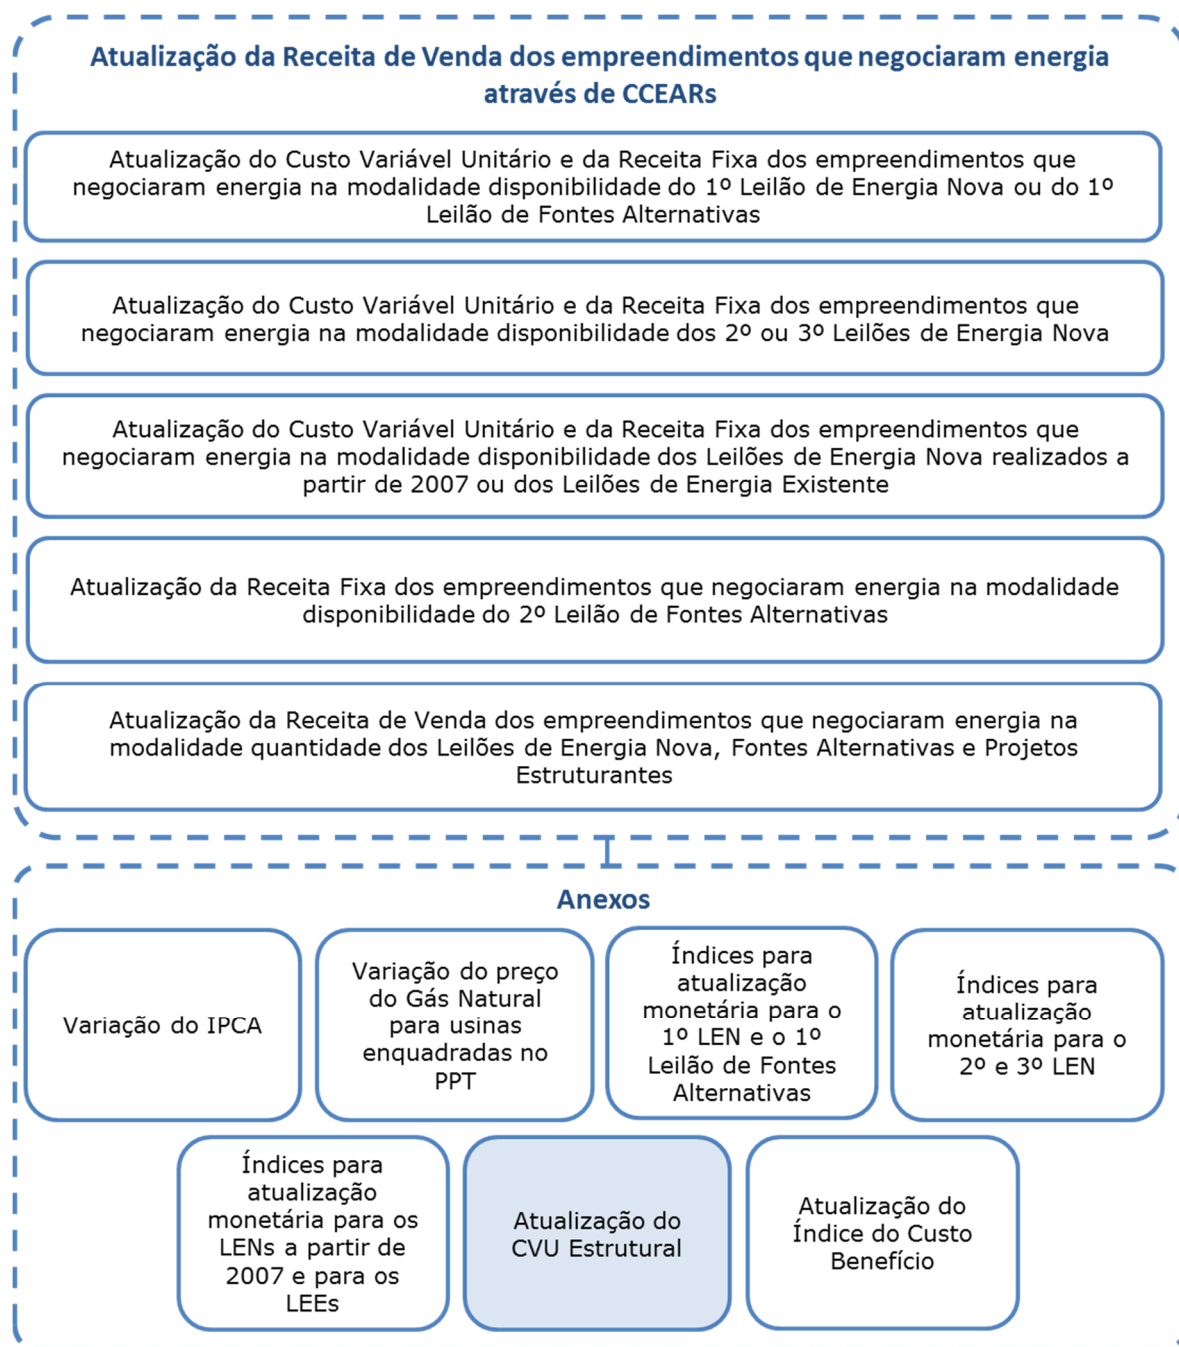 Atualização da Receita de Venda dos empreendimentos que negociaram energia
através de CCEARs
Atualização do Custo Variável Unitário e da Receita Fixa dos empreendimentos que
negociaram energia na modalidade disponibilidade do 1º Leilão de Energia Nova ou do 1º
Leilão de Fontes Alternativas
Atualização do Custo Variável Unitário e da Receita Fixa dos empreendimentos que
negociaram energia na modalidade disponibilidade dos 2º ou 3º Leilões de Energia Nova
Atualização do Custo Variável Unitário e da Receita Fixa dos empreendimentos que
negociaram energia na modalidade disponibilidade dos Leilões de Energia Nova realizados a
partir de 2007 ou dos Leilões de Energia Existente
Atualização da Receita Fixa dos empreendimentos que negociaram energia na modalidade
disponibilidade do 2º Leilão de Fontes Alternativas
Atualização da Receita de Venda dos empreendimentos que negociaram energia na
modalidade quantidade dos Leilões de Energia Nova, Fontes Alternativas e Projetos
Estruturantes
Anexos
Variação do IPCA
Variação do preço
do Gás Natural
para usinas
enquadradas no
PPT
Índices para
atualização
monetária para o
1º LEN e o 1º
Leilão de Fontes
Alternativas
Índices para
atualização
monetária para o
2º e 3º LEN
Índices para
atualização
monetária para os
LENs a partir de
2007 e para os
LEEs
Atualização do
CVU Estrutural
Atualização do
Índice do Custo
Benefício